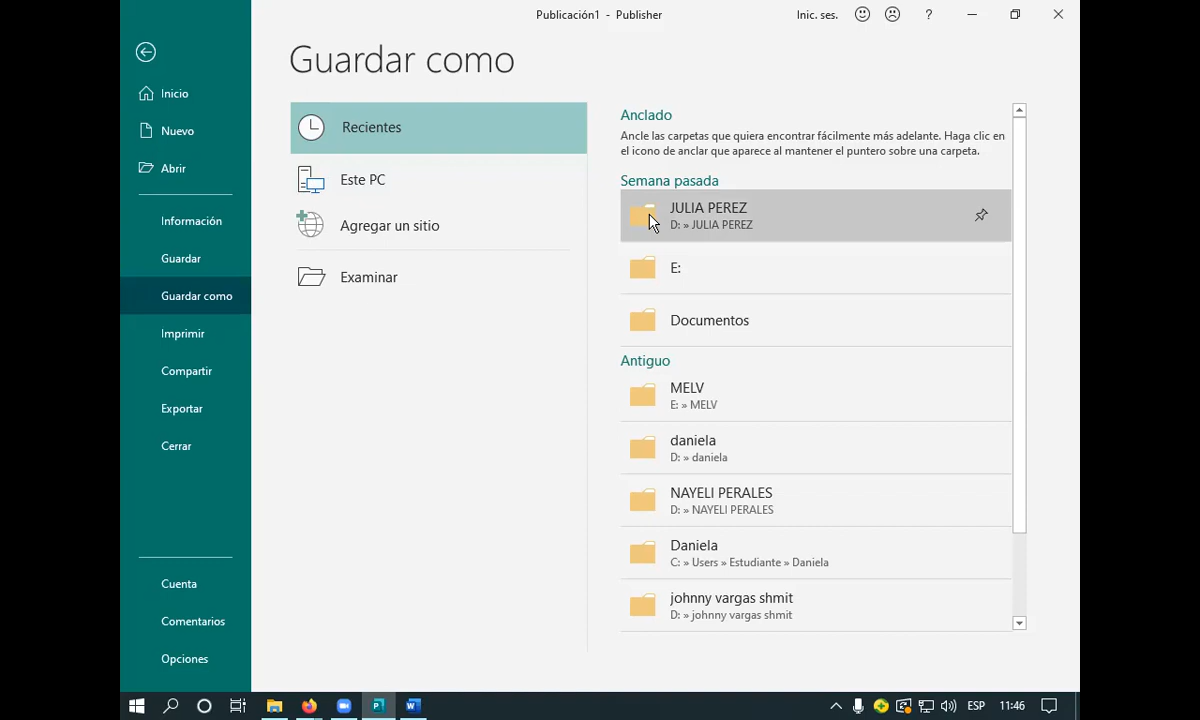 Publicación1 - Publisher
Inic. ses.
?
Guardar como
Inicio
Nuevo
Abrir
Información
Guardar
Guardar como
Imprimir
Compartir
Exportar
Cerrar
Cuenta
Comentarios
Opciones
Recientes
Este PC
Agregar un sitio
Examinar
Anclado
Ancle las carpetas que quiera encontrar fácilmente más adelante. Haga clic en
el icono de anclar que aparece al mantener el puntero sobre una carpeta.
Semana pasada
JULIA PEREZ
D: » JULIA PEREZ
E:
Documentos
Antiguo
MELV
E: » MELV
daniela
D: » daniela
NAYELI PERALES
D: » NAYELI PERALES
Daniela
C: » Users » Estudiante » Daniela
johnny vargas shmit
D: » johnny vargas shmit
ESP
11:46